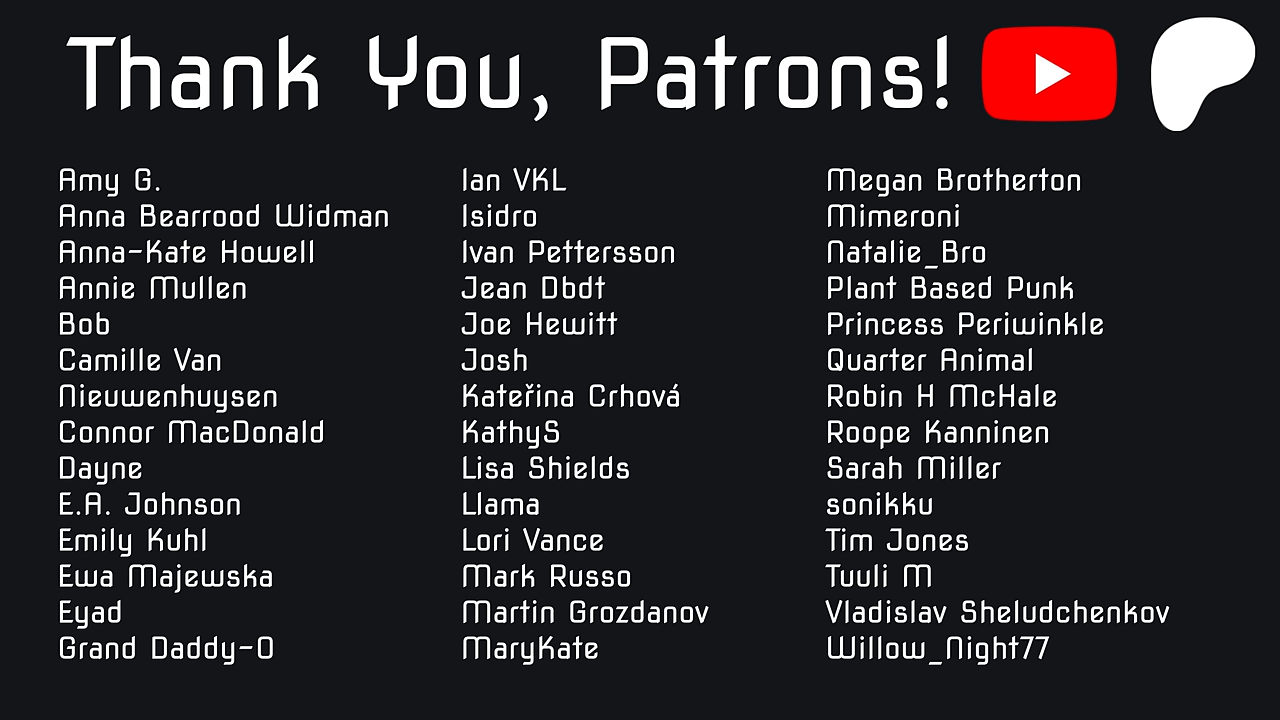 Thank You, Patrons!
Amy G.
Anna Bearrood Widman
Anna-Kate Howell
Annie Mullen
Bob
Camille Van
Nieuwenhuysen
Connor MacDonald
Dayne
E.A. Johnson
Emily Kuhl
Ewa Majewska
Eyad
Grand Daddy-O
Ian VKL
Isidro
Ivan Pettersson
Jean Dbdt
Joe Hewitt
Josh
Kateřina Crhová
KathyS
Lisa Shields
Llama
Lori Vance
Mark Russo
Martin Grozdanov
MaryKate
Megan Brotherton
Mimeroni
Natalie_Bro
Plant Based Punk
Princess Periwinkle
Quarter Animal
Robin H McHale
Roope Kanninen
Sarah Miller
sonikku
Tim Jones
Tuuli M
Vladislav Sheludchenkov
Willow_Night77